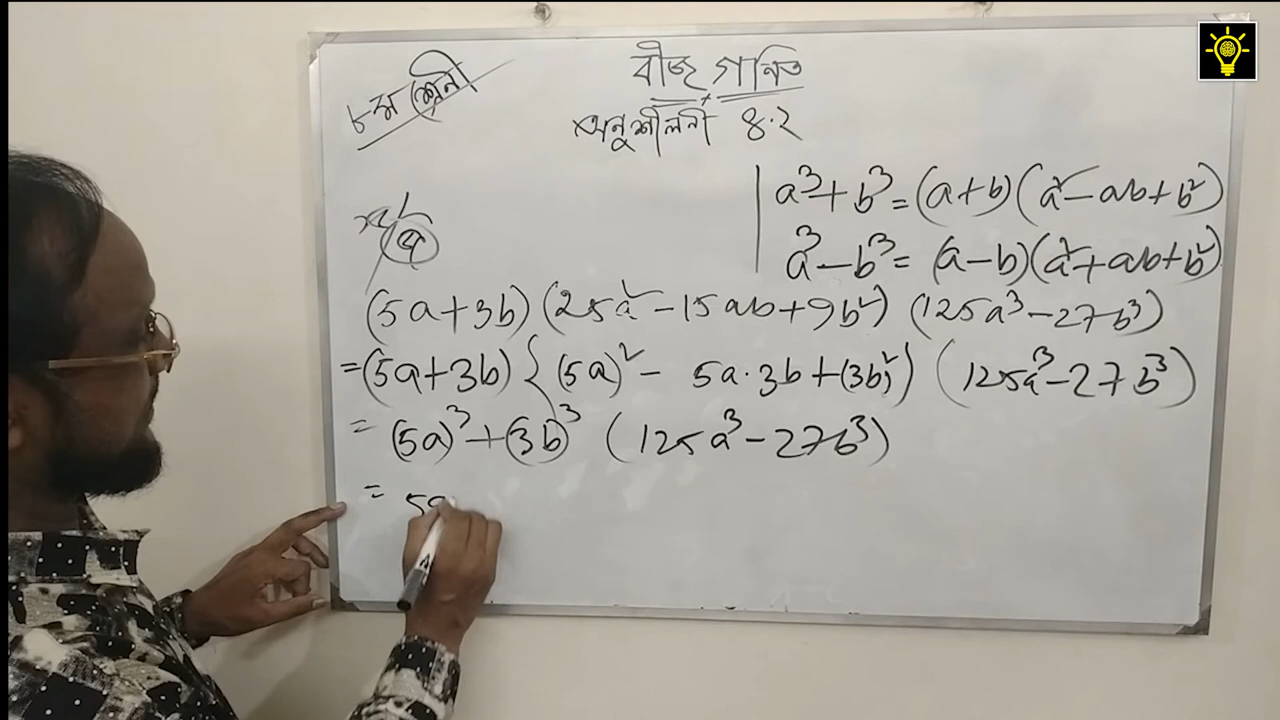 ৮ম শ্রেনী
বীজ গনিত
অনুশীলনী ৪.২
a³+b³=(a+b)(a²-ab+b²)
a³-b³=(a-b)(a²+ab+b²)
(5a+3b)(25a²-15ab+9b²)(125a³-27b³)
=(5a+3b){(5a)²-5a·3b+(3b)²)(125a³-27b³)
=(5a)³+(3b)³(125a³-27b³)
= 5a